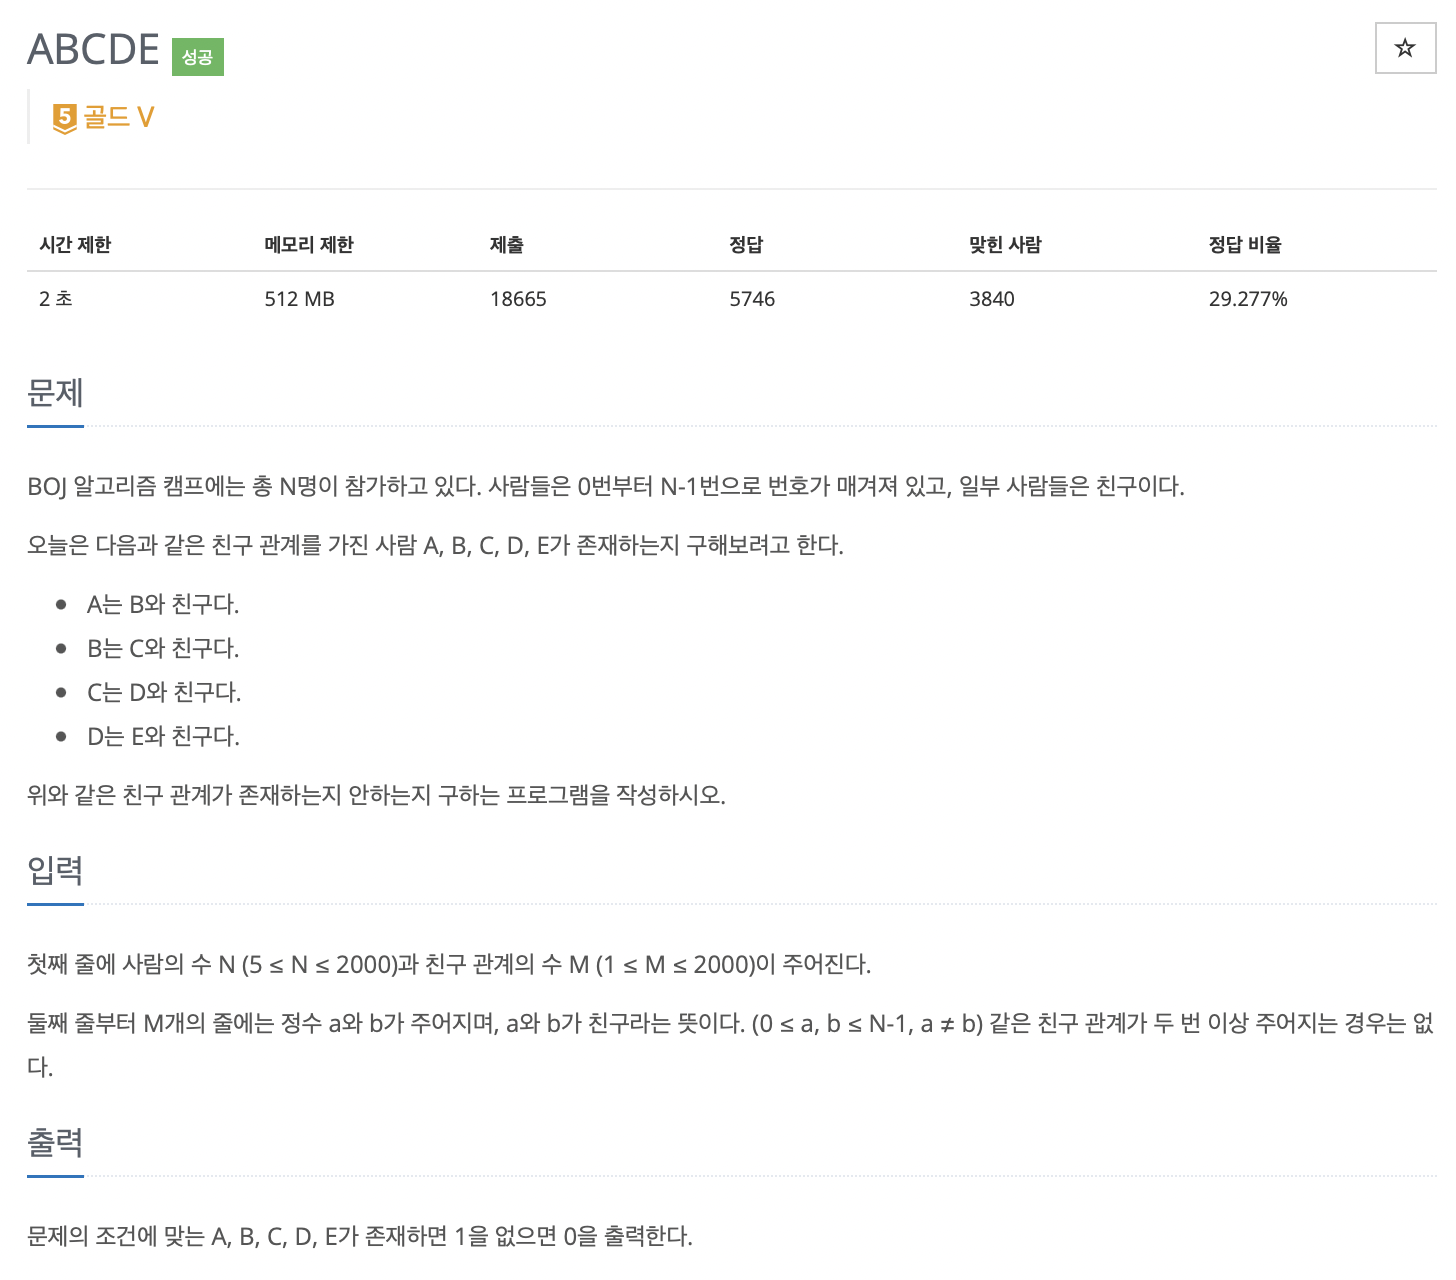 ABCDE 성공
5 골드 V
시간 제한 메모리 제한 제출 정답 맞힌 사람 정답 비율
2 초 512 MB 18665 5746 3840 29.277%
문제
BOJ 알고리즘 캠프에는 총 N명이 참가하고 있다. 사람들은 0번부터 N-1번으로 번호가 매겨져 있고, 일부 사람들은 친구이다.
오늘은 다음과 같은 친구 관계를 가진 사람 A, B, C, D, E가 존재하는지 구해보려고 한다.
A는 B와 친구다.
B는 C와 친구다.
C는 D와 친구다.
D는 E와 친구다.
위와 같은 친구 관계가 존재하는지 안하는지 구하는 프로그램을 작성하시오.
입력
첫째 줄에 사람의 수 N (5 ≤ N ≤ 2000)과 친구 관계의 수 M (1 ≤ M ≤ 2000)이 주어진다.
둘째 줄부터 M개의 줄에는 정수 a와 b가 주어지며, a와 b가 친구라는 뜻이다. (0 ≤ a, b ≤ N-1, a ≠ b) 같은 친구 관계가 두 번 이상 주어지는 경우는 없
다.
출력
문제의 조건에 맞는 A, B, C, D, E가 존재하면 1을 없으면 0을 출력한다.